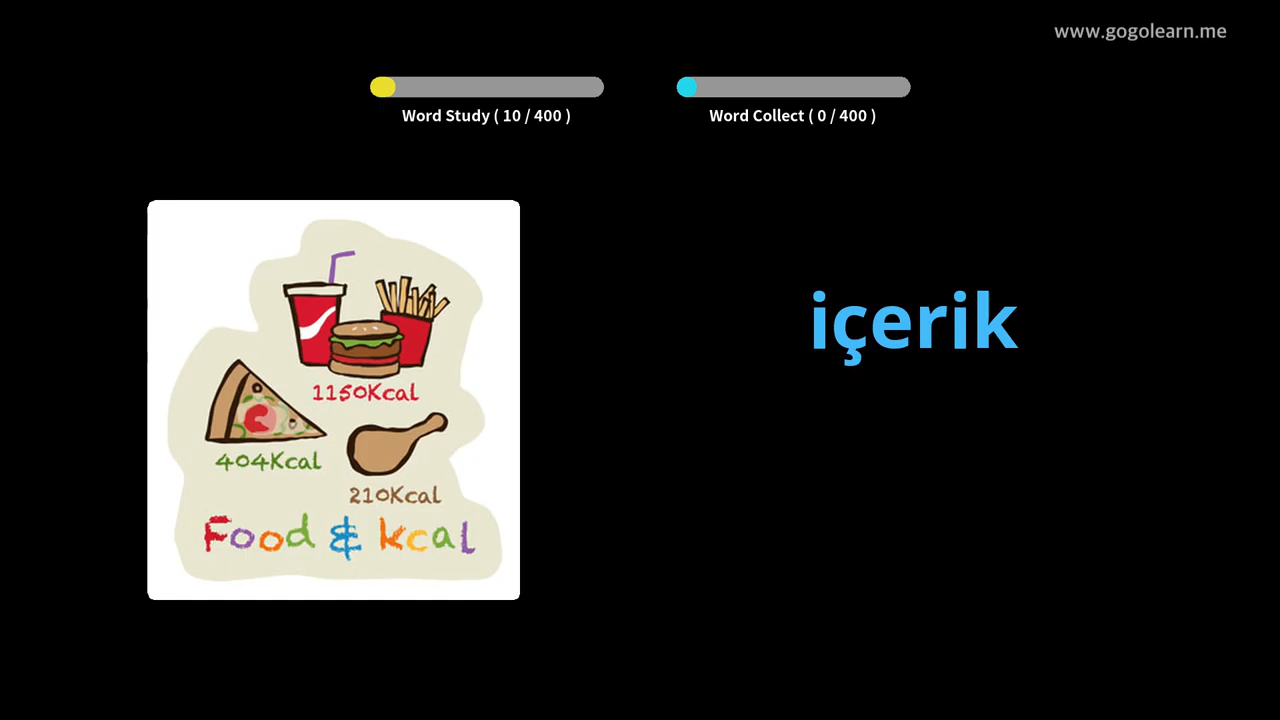 www.gogolearn.me
Word Study ( 10 / 400 )
Word Collect ( 0 / 400 )
içerik
1150Kcal
404Kcal
210Kcal
Food & kcal